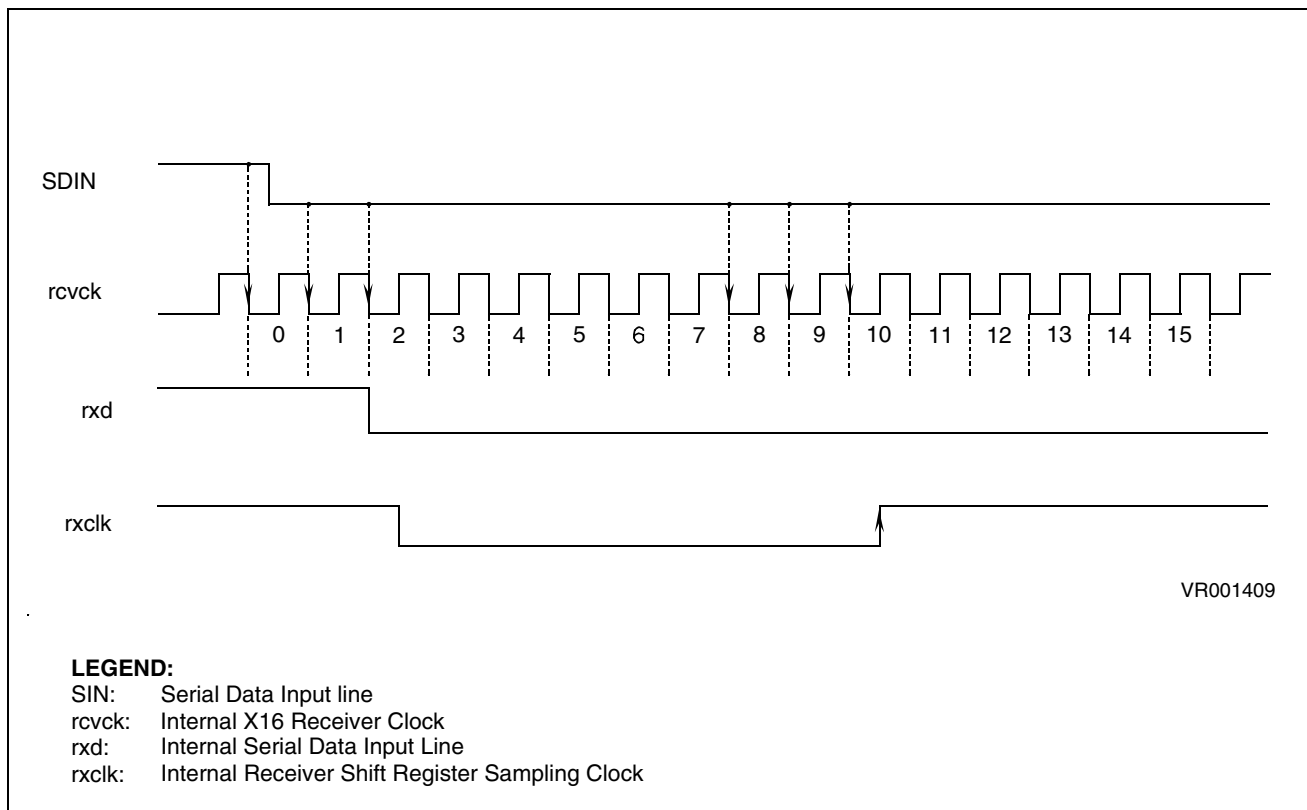 SDIN
rcvck
0 1 2 3 4 5 6 7 8 9 10 11 12 13 14 15
rxd
rxclk
VR001409
LEGEND:
SIN: Serial Data Input line
rcvck: Internal X16 Receiver Clock
rxd: Internal Serial Data Input Line
rxclk: Internal Receiver Shift Register Sampling Clock